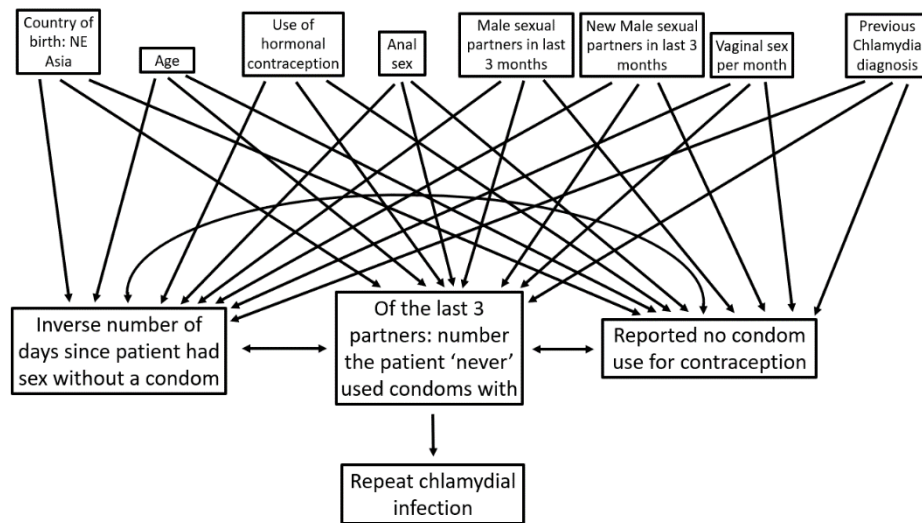 Country of
birth: NE
Asia
Age
Use of
hormonal
contraception
Anal
sex
Male sexual
partners in last
3 months
New Male sexual
partners in last 3
months
Vaginal sex
per month
Previous
Chlamydia
diagnosis
Inverse number of
days since patient had
sex without a condom
Of the last 3
partners: number
the patient ‘never’
used condoms with
Reported no condom
use for contraception
Repeat chlamydial
infection